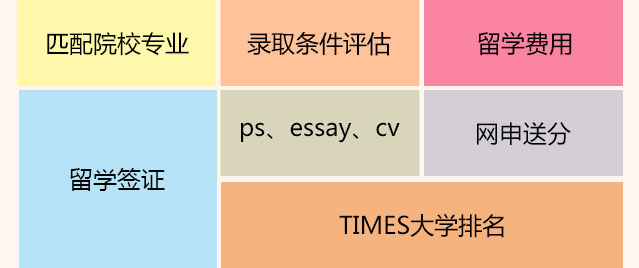 匹配院校专业
录取条件评估
留学费用
留学签证
ps、essay、cv
网申送分
TIMES大学排名